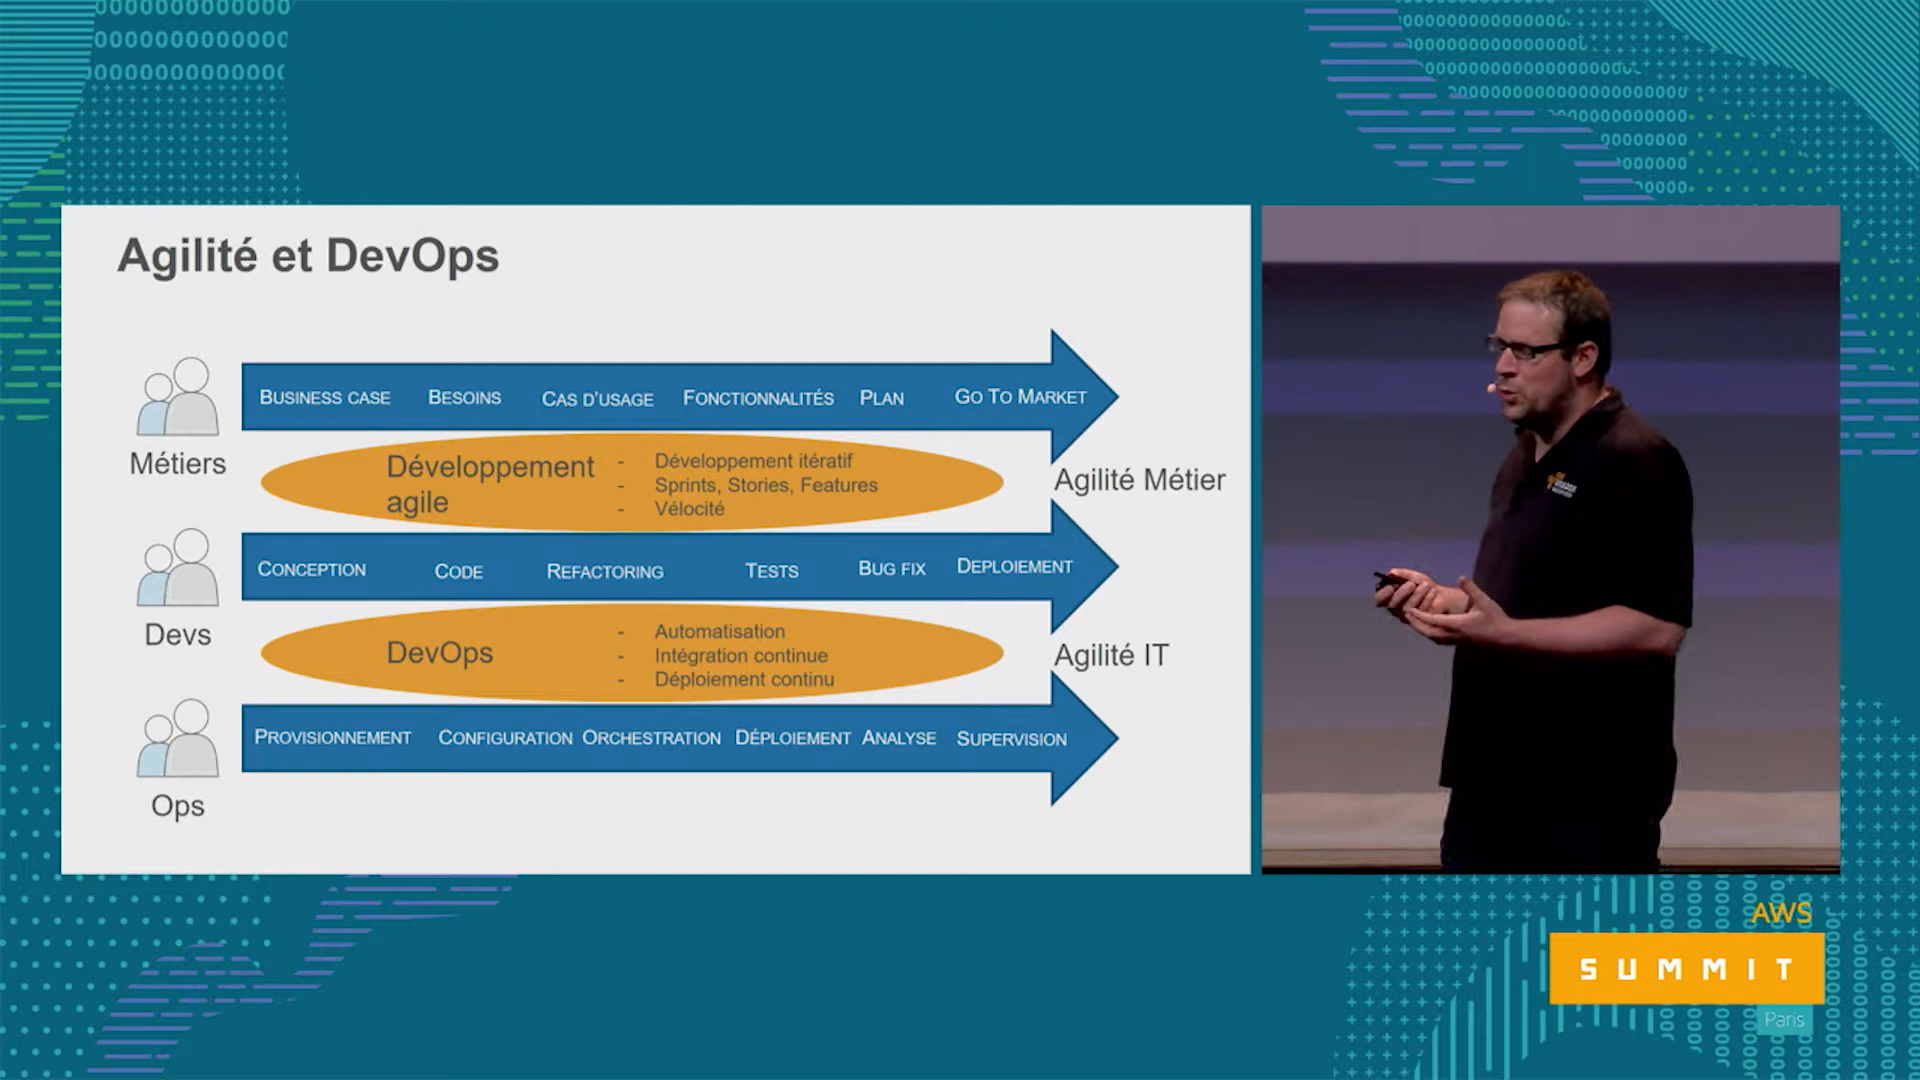 Agilité et DevOps
Métiers
BUSINESS CASE BESOINS CAS D'USAGE FONCTIONNALITÉS PLAN GO TO MARKET
Développement
agile
- Développement itératif
- Sprints, Stories, Features
- Vélocité
Agilité Métier
Devs
CONCEPTION CODE REFACTORING TESTS BUG FIX DEPLOIEMENT
DevOps
- Automatisation
- Intégration continue
- Déploiement continu
Agilité IT
Ops
PROVISIONNEMENT CONFIGURATION ORCHESTRATION DÉPLOIEMENT ANALYSE SUPERVISION
AWS
SUMMIT
Paris